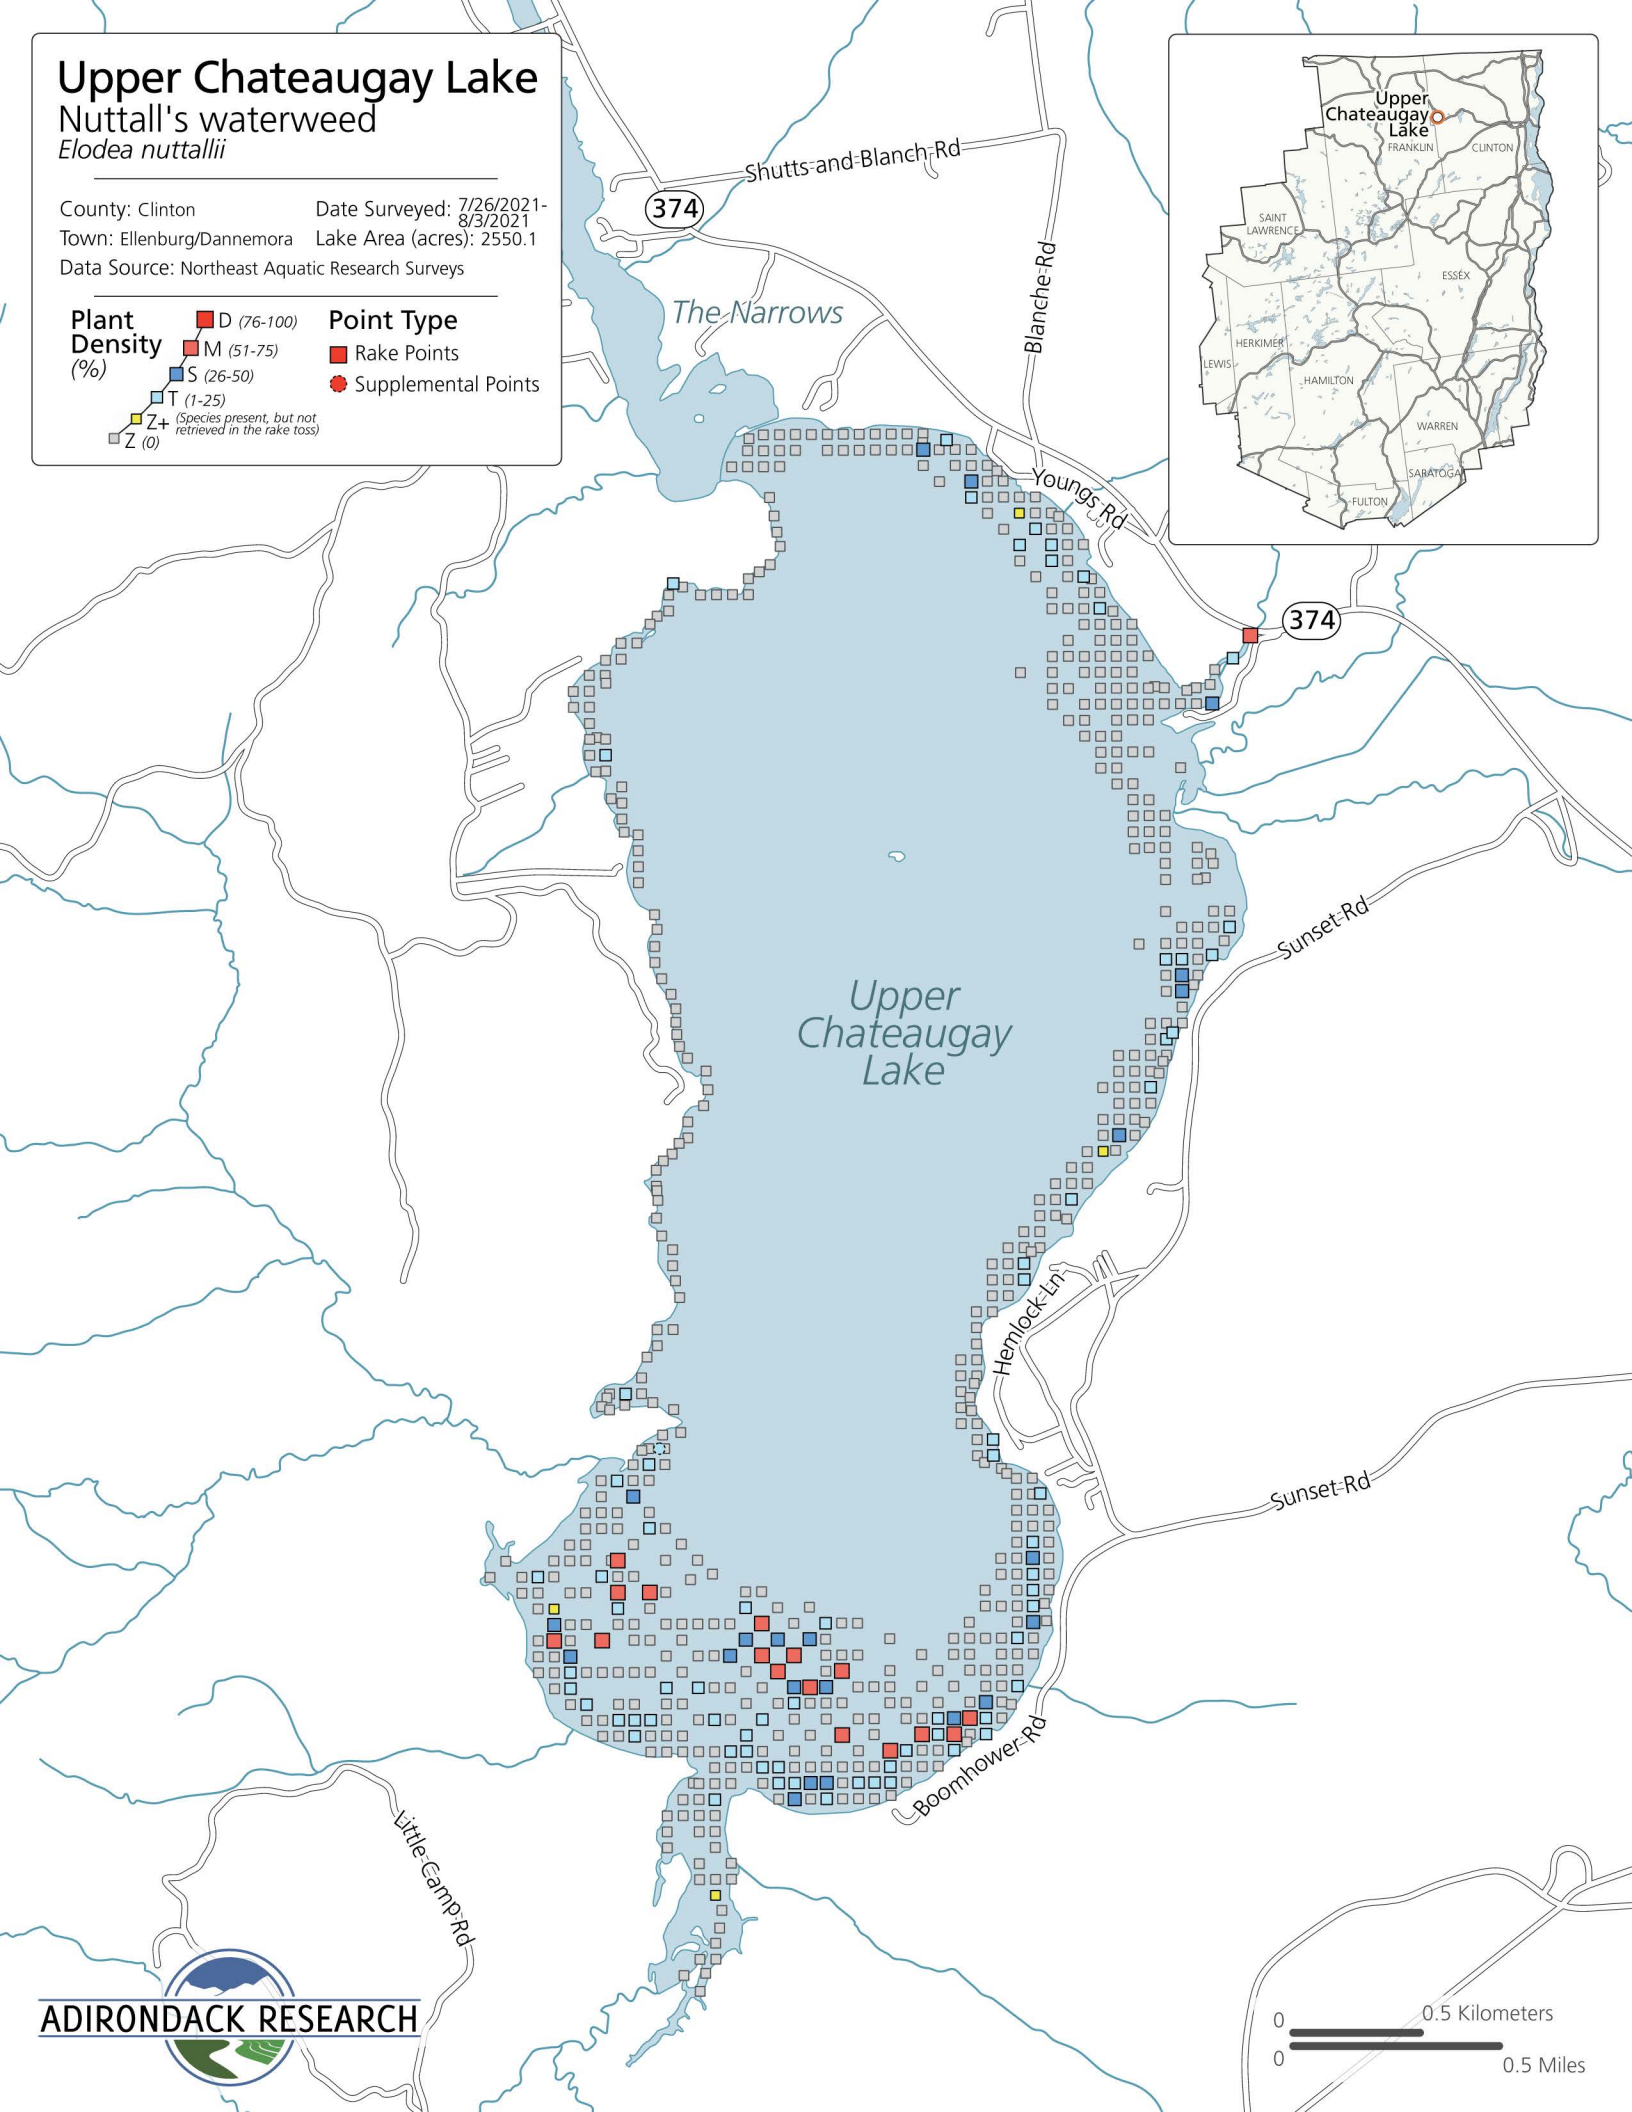 Upper Chateaugay Lake
Nuttall's waterweed
Elodea nuttallii
County: Clinton
Date Surveyed: 7/26/2021-
8/3/2021
Town: Ellenburg/Dannemora
Lake Area (acres): 2550.1
Data Source: Northeast Aquatic Research Surveys
Plant
Density
(%)
D (76-100)
M (51-75)
S (26-50)
T (1-25)
Z+ (Species present, but not
retrieved in the rake toss)
Z (0)
Point Type
Rake Points
Supplemental Points
Upper
Chateaugay
Lake
FRANKLIN
CLINTON
SAINT
LAWRENCE
ESSEX
HERKIMER
LEWIS
HAMILTON
WARREN
SARATOGA
FULTON
Shutts-and-Blanch-Rd
374
The Narrows
Blanche-Rd
Youngs Rd
374
Sunset-Rd
Upper
Chateaugay
Lake
Hemlock-Ln
Sunset-Rd
Boomhower-Rd
Little-Camp-Rd
ADIRONDACK RESEARCH
0
0.5 Kilometers
0
0.5 Miles